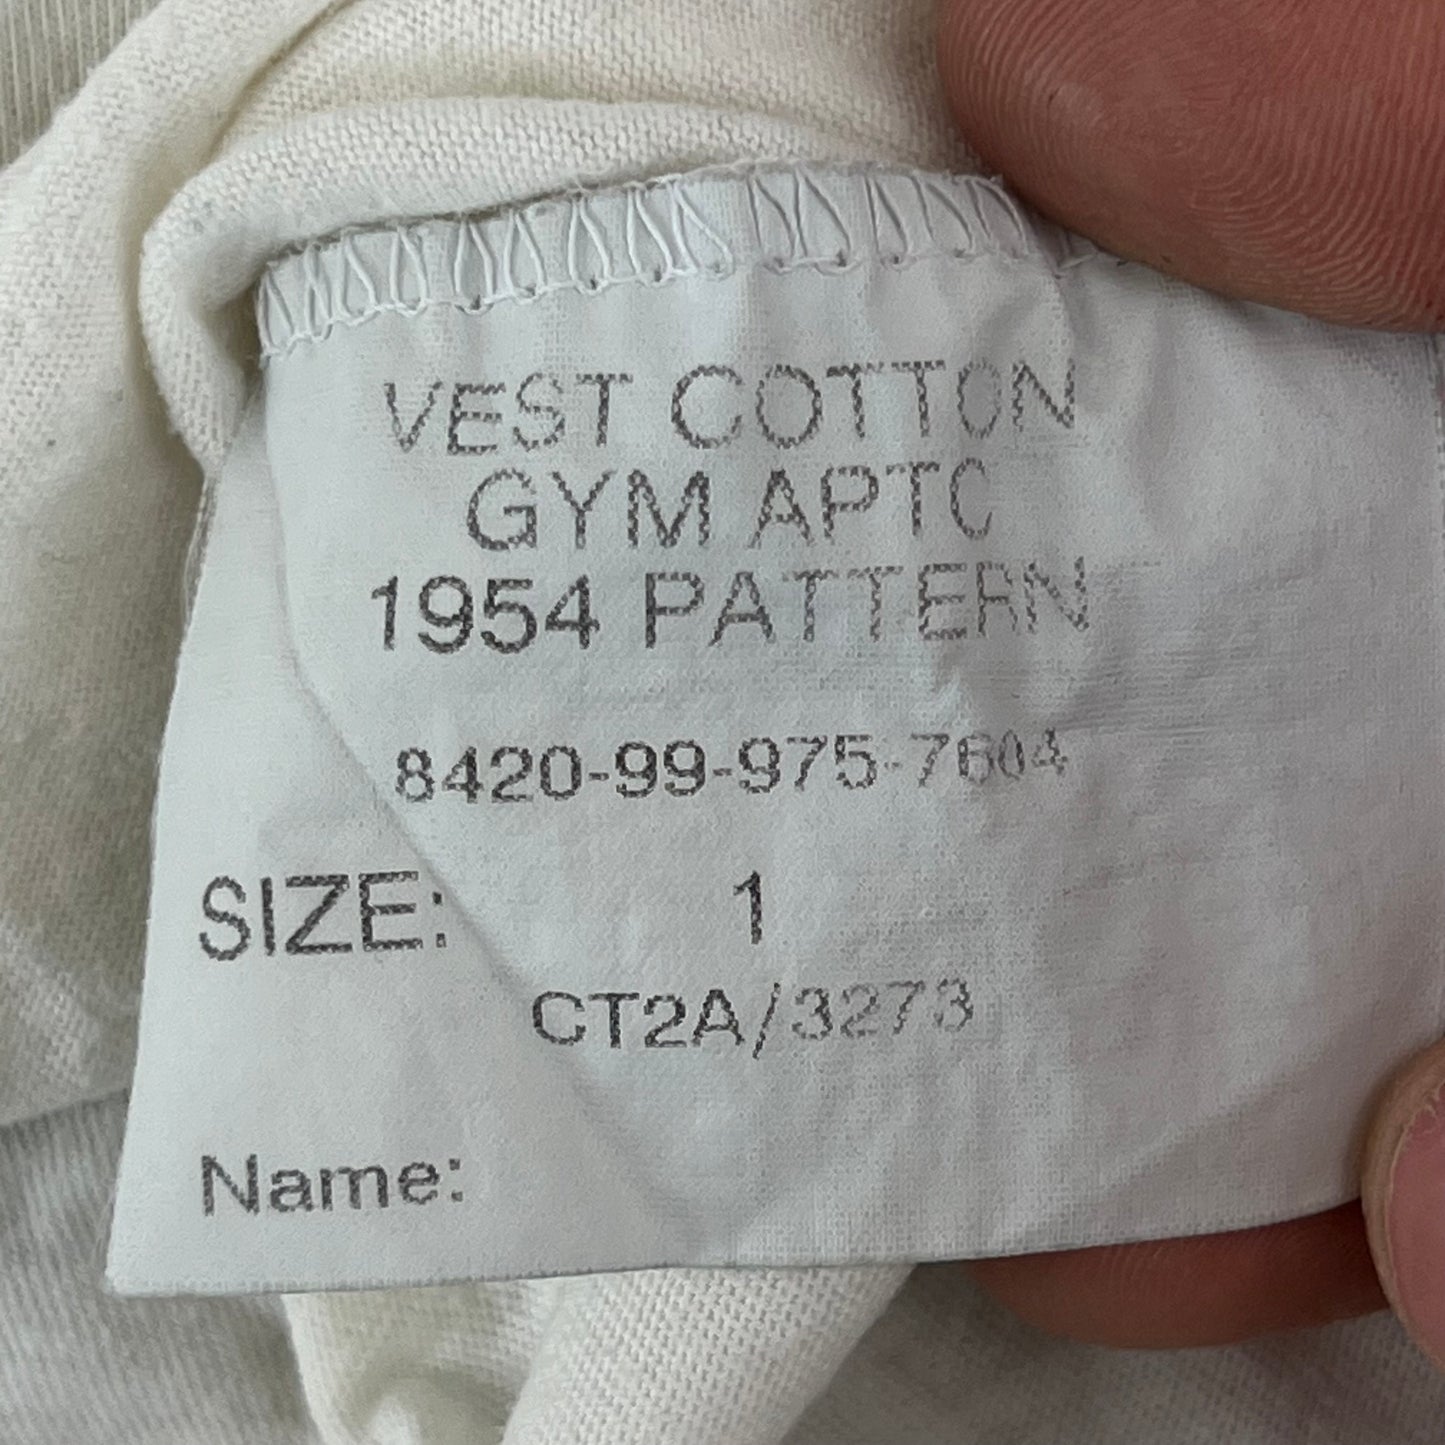 VEST COTTON
GYM APTC
1954 PATTERN
8420-99-975-7604
SIZE: 1
CT2A/3273
Name: